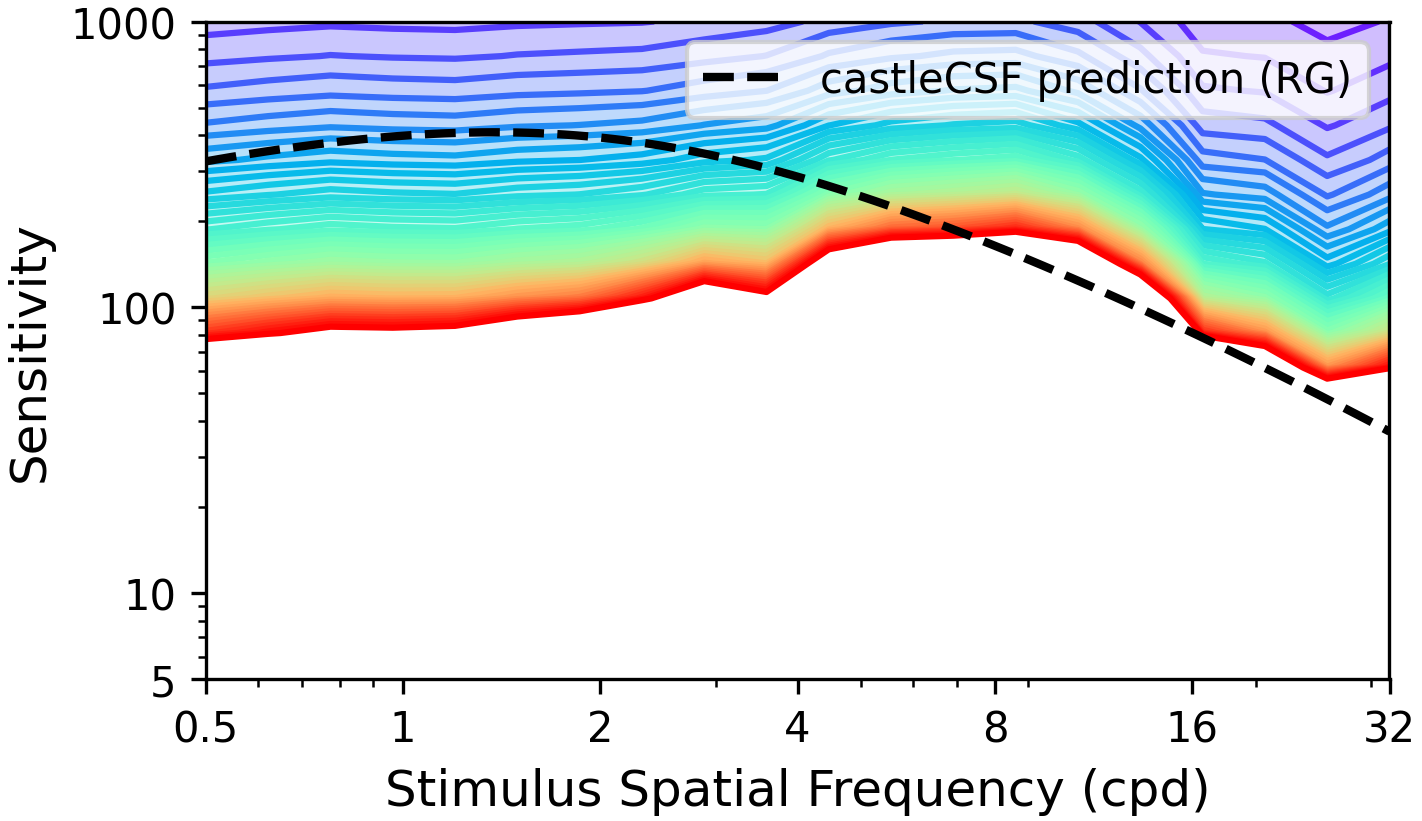 1000
castleCSF prediction (RG)
100
Sensitivity
10
5
0.5 1 2 4 8 16 32
Stimulus Spatial Frequency (cpd)